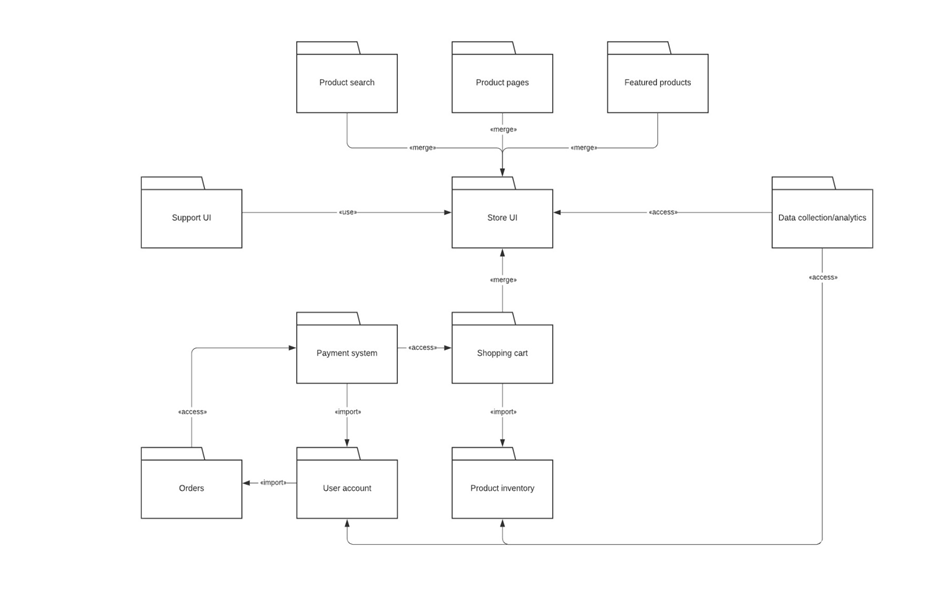 Product search
Product pages
Featured products
«merge»
«merge»
«merge»
Support UI
«use»
Store UI
«access»
Data collection/analytics
«merge»
«access»
Payment system
«access»
Shopping cart
«access»
«import»
«import»
Orders
«import»
User account
Product inventory